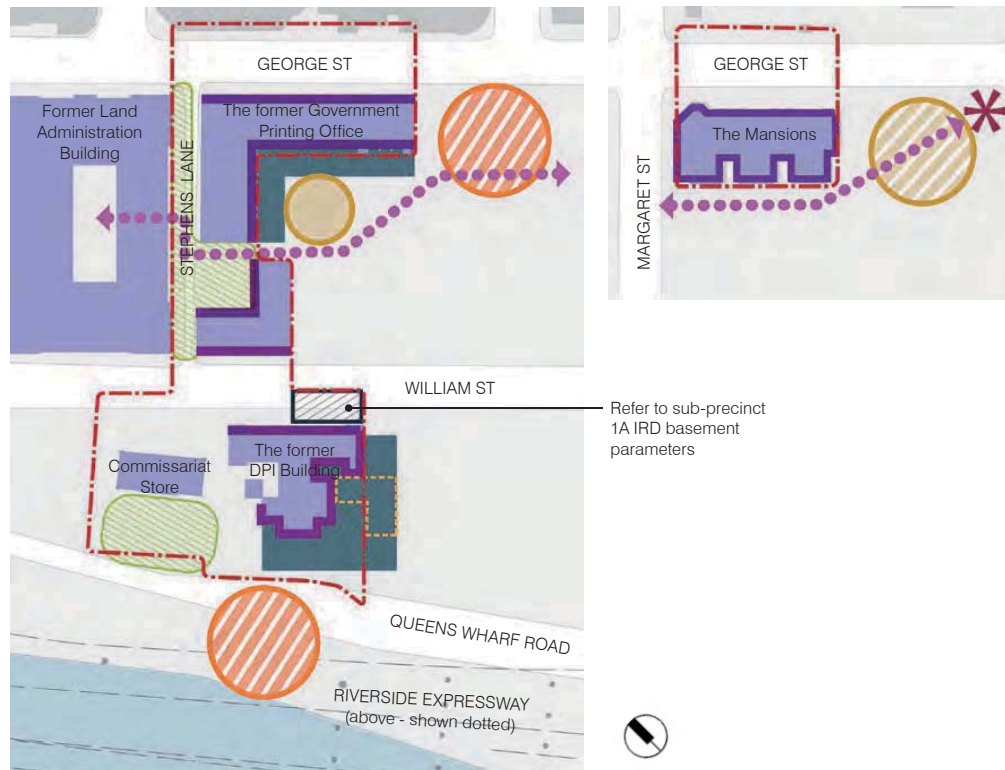 GEORGE ST
Former Land
Administration
Building
The former Government
Printing Office
STEPHENS LANE
WILLIAM ST
Refer to sub-precinct
1A IRD basement
parameters
Commissariat
Store
The former
DPI Building
QUEENS WHARF ROAD
RIVERSIDE EXPRESSWAY
(above - shown dotted)
GEORGE ST
The Mansions
MARGARET ST